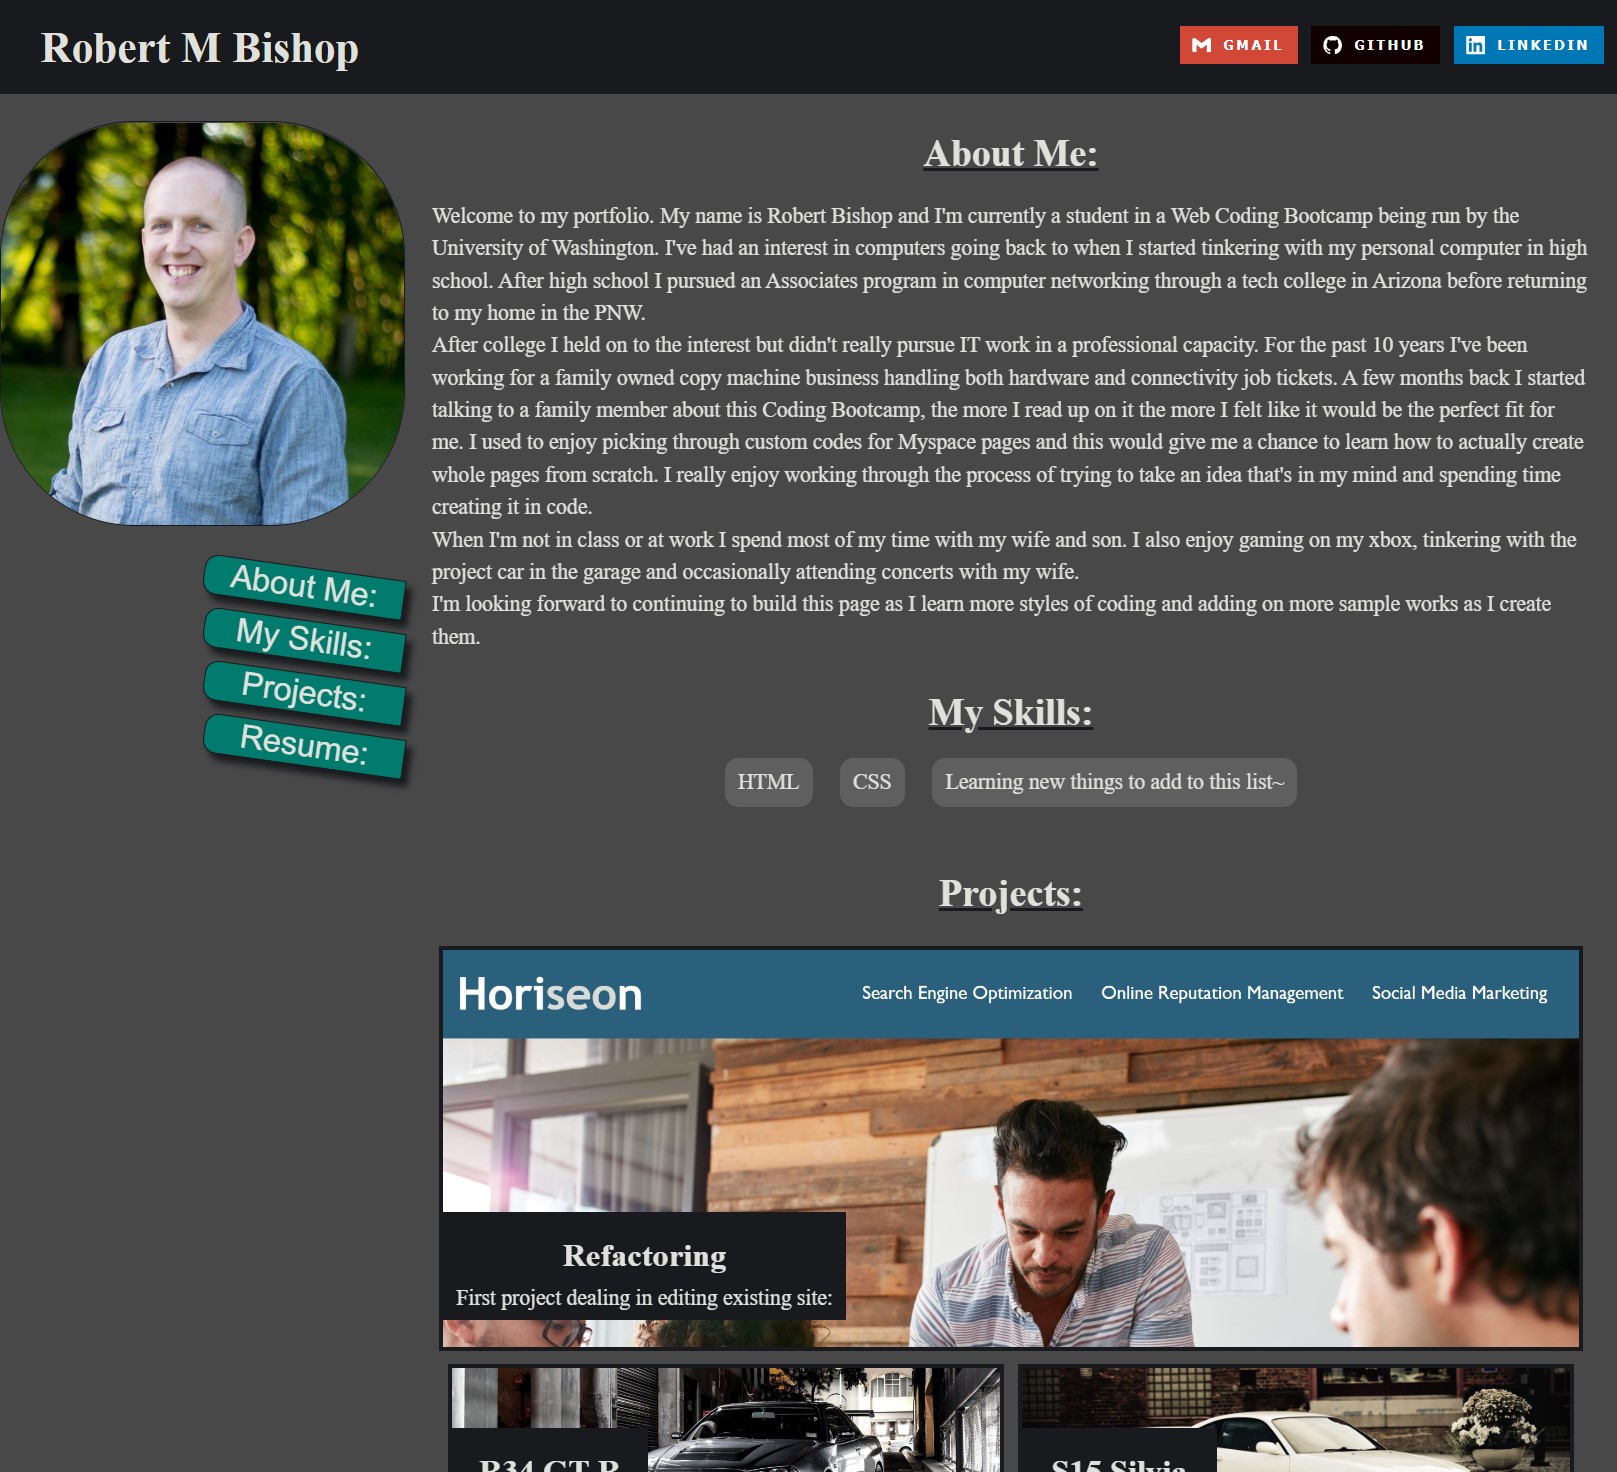 Robert M Bishop
GMAIL
GITHUB
LINKEDIN
About Me:
Welcome to my portfolio. My name is Robert Bishop and I'm currently a student in a Web Coding Bootcamp being run by the
University of Washington. I've had an interest in computers going back to when I started tinkering with my personal computer in high
school. After high school I pursued an Associates program in computer networking through a tech college in Arizona before returning
to my home in the PNW.
After college I held on to the interest but didn't really pursue IT work in a professional capacity. For the past 10 years I've been
working for a family owned copy machine business handling both hardware and connectivity job tickets. A few months back I started
talking to a family member about this Coding Bootcamp, the more I read up on it the more I felt like it would be the perfect fit for
me. I used to enjoy picking through custom codes for Myspace pages and this would give me a chance to learn how to actually create
whole pages from scratch. I really enjoy working through the process of trying to take an idea that's in my mind and spending time
creating it in code.
When I'm not in class or at work I spend most of my time with my wife and son. I also enjoy gaming on my xbox, tinkering with the
project car in the garage and occasionally attending concerts with my wife.
I'm looking forward to continuing to build this page as I learn more styles of coding and adding on more sample works as I create
them.
About Me:
My Skills:
Projects:
Resume:
My Skills:
HTML
CSS
Learning new things to add to this list~
Projects:
Horiseon
Search Engine Optimization
Online Reputation Management
Social Media Marketing
Refactoring
First project dealing in editing existing site:
R34 GT-R
S15 Silvia